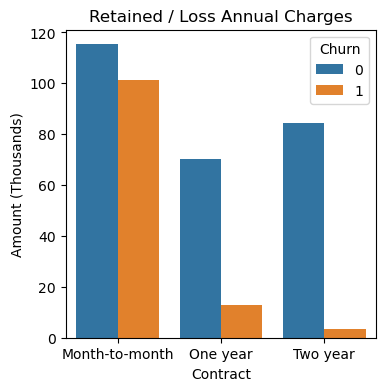 Retained / Loss Annual Charges
Churn
0
1
Amount (Thousands)
120
100
80
60
40
20
0
Month-to-month One year Two year
Contract